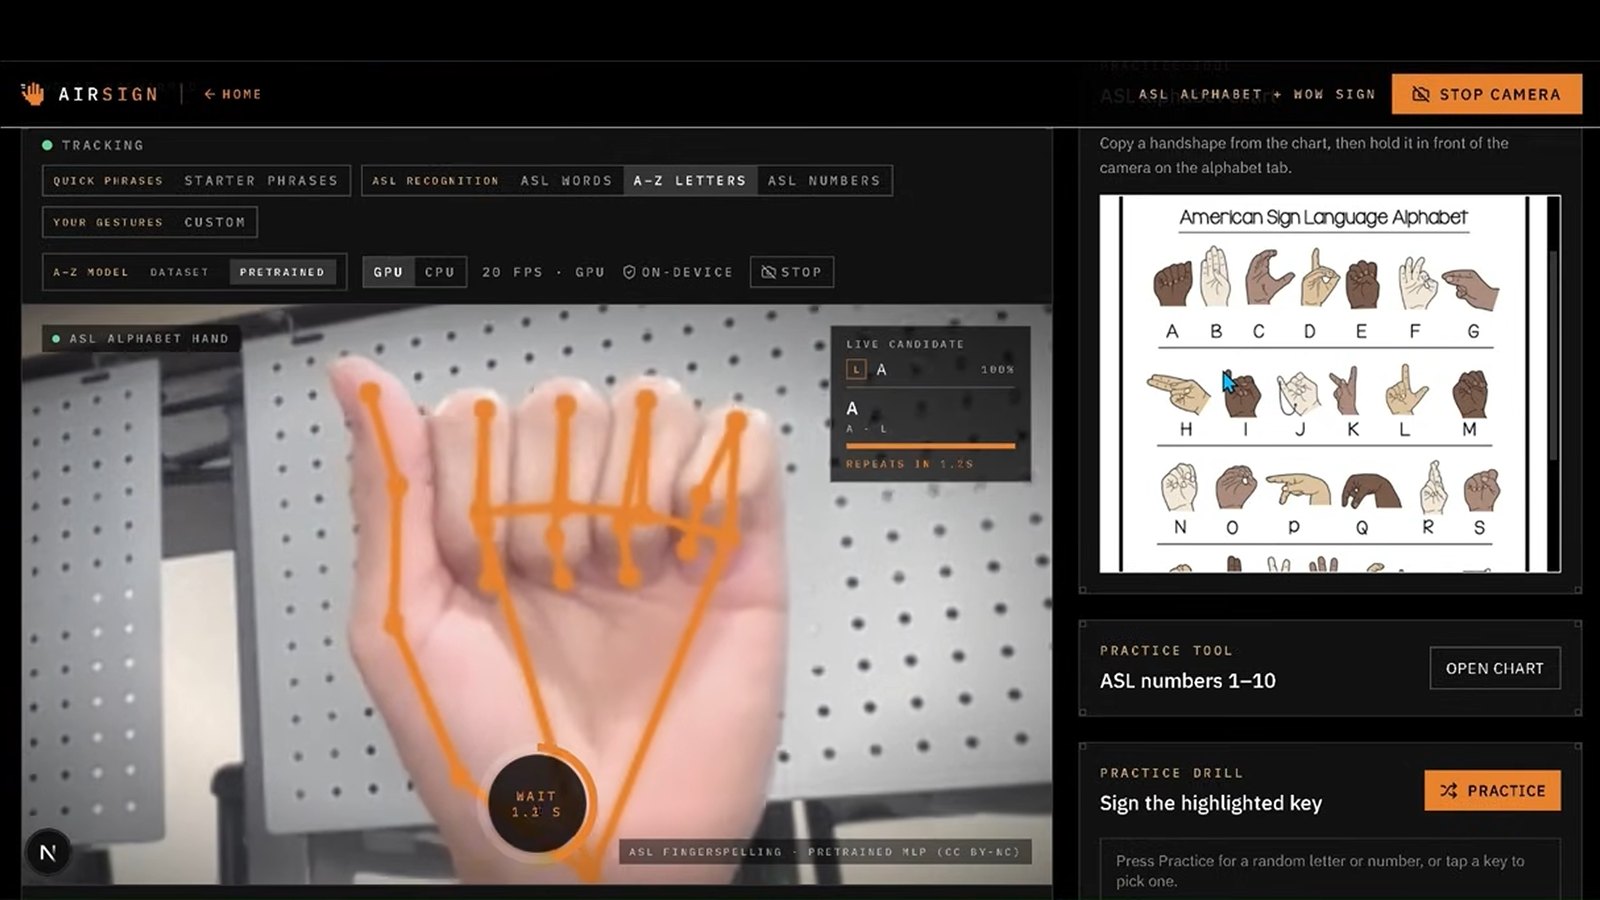 AIRSIGN
← HOME
ASL ALPHABET + WOW SIGN
STOP CAMERA
TRACKING
QUICK PHRASES STARTER PHRASES
ASL RECOGNITION ASL WORDS A-Z LETTERS ASL NUMBERS
YOUR GESTURES CUSTOM
A-Z MODEL DATASET PRETRAINED
GPU CPU
20 FPS · GPU
ON-DEVICE
STOP
ASL ALPHABET HAND
LIVE CANDIDATE
L A 100%
A
A - L
REPEATS IN 1.2S
WAIT
1.1 S
ASL FINGERSPELLING · PRETRAINED MLP (CC BY-NC)
N
PRACTICE TOOL
Copy a handshape from the chart, then hold it in front of the
camera on the alphabet tab.
American Sign Language Alphabet
A B C D E F G
H I J K L M
N O P Q R S
PRACTICE TOOL
ASL numbers 1–10
OPEN CHART
PRACTICE DRILL
Sign the highlighted key
PRACTICE
Press Practice for a random letter or number, or tap a key to
pick one.